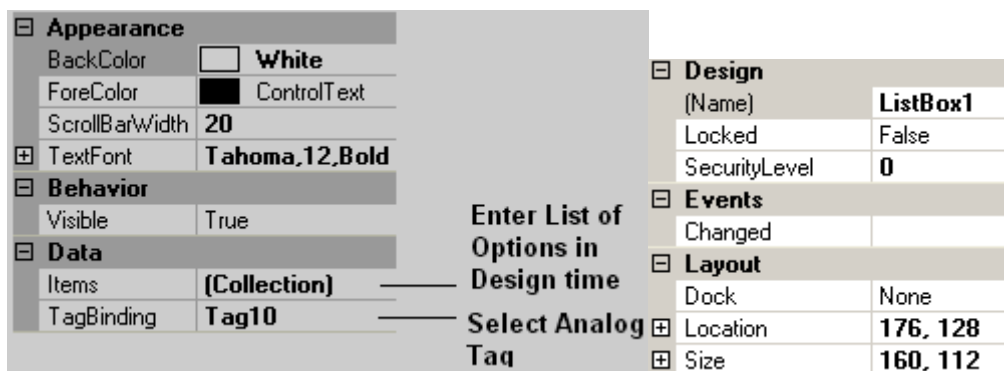 Appearance
BackColor White
ForeColor ControlText
ScrollBarWidth 20
TextFont Tahoma,12,Bold
Behavior
Visible True
Data
Items (Collection)
TagBinding Tag10
Enter List of
Options in
Design time
Select Analog
Tag
Design
(Name) ListBox1
Locked False
SecurityLevel 0
Events
Changed
Layout
Dock None
Location 176, 128
Size 160, 112